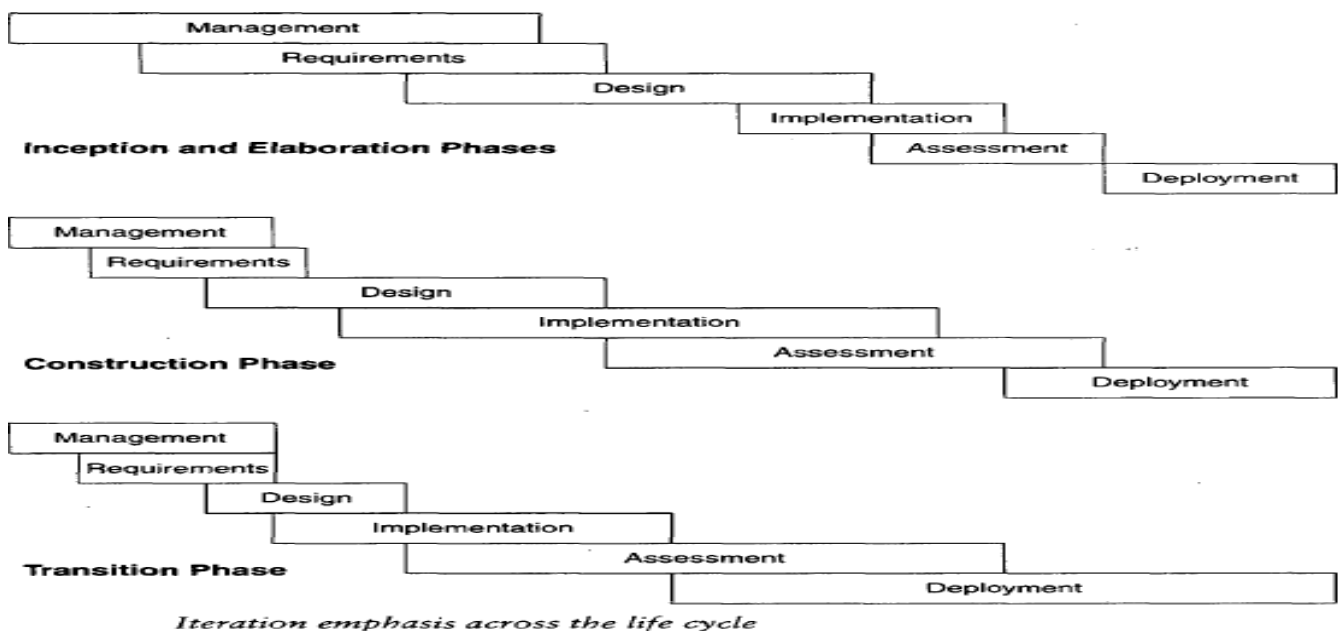 Management
Requirements
Design
Implementation
Inception and Elaboration Phases
Assessment
Deployment
Management
Requirements
Design
Implementation
Construction Phase
Assessment
Deployment
Management
Requirements
Design
Implementation
Transition Phase
Assessment
Deployment
Iteration emphasis across the life cycle